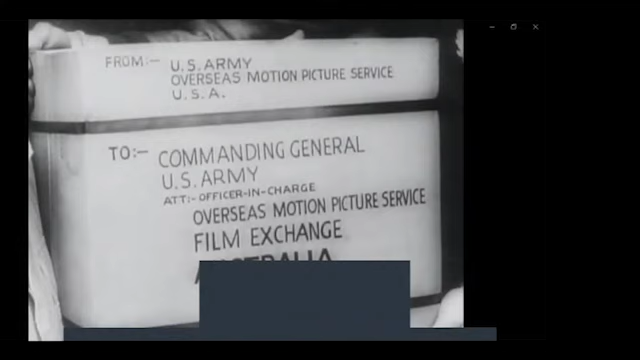 FROM:— U.S. ARMY
OVERSEAS MOTION PICTURE SERVICE
U.S.A.
TO:— COMMANDING GENERAL
U.S. ARMY
ATT:- OFFICER-IN-CHARGE
OVERSEAS MOTION PICTURE SERVICE
FILM EXCHANGE
AUSTRALIA